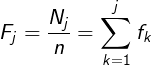 F_j = \frac{N_j}{n} = \sum_{k=1}^{j} f_k